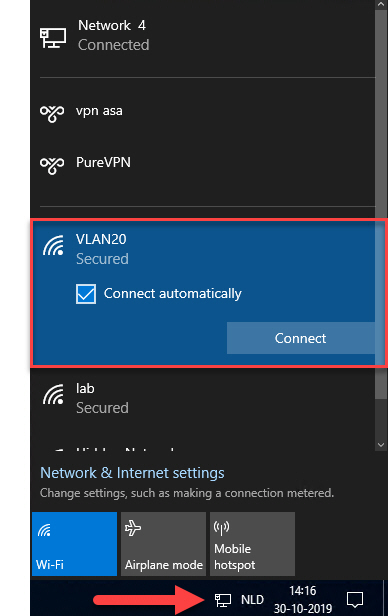 Network  4
Connected
vpn asa
PureVPN
VLAN20
Secured
Connect automatically
Connect
lab
Secured
Network & Internet settings
Change settings, such as making a connection metered.
Wi-Fi
Airplane mode
Mobile
hotspot
NLD
14:16
30-10-2019